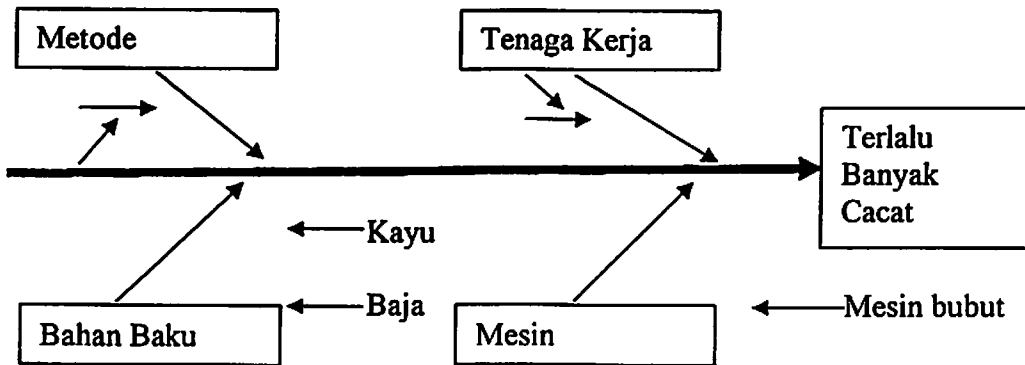 Metode
Tenaga Kerja
Terlalu
Banyak
Cacat
Kayu
Baja
Mesin bubut
Bahan Baku
Mesin